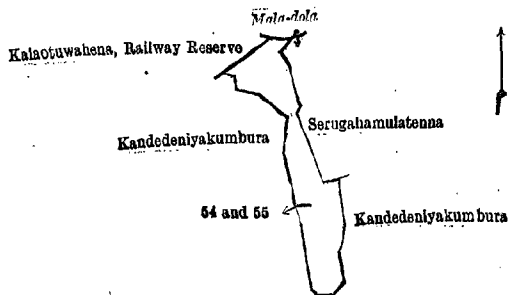 Mala-dola
Kalaotuwahena, Railway Reserve
Serugahamulatenna
Kandedeniyakumbura
54 and 55
Kandedeniyakumbura